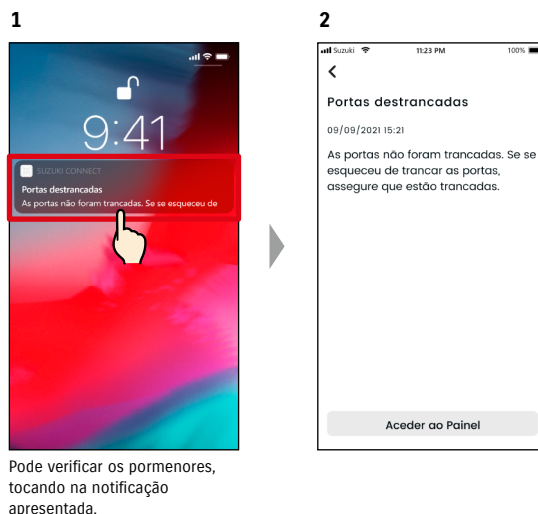 1
9:41
SUZUKI CONNECT
Portas destrancadas
As portas não foram trancadas. Se se esqueceu de
Pode verificar os pormenores,
tocando na notificação
apresentada.
2
Suzuki 11:23 PM 100%
Portas destrancadas
09/09/2021 15:21
As portas não foram trancadas. Se se
esqueceu de trancar as portas,
assegure que estão trancadas.
Aceder ao Painel